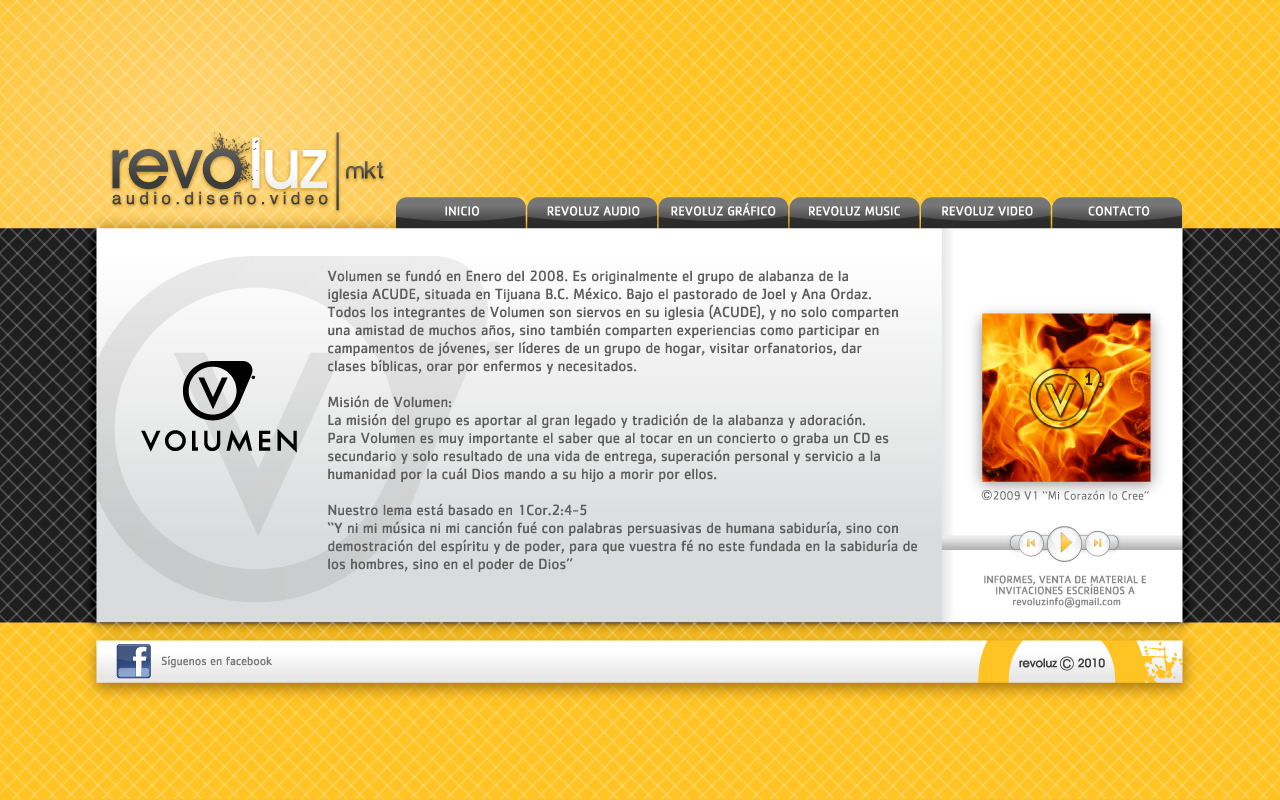 revoluz
mkt
audio.diseño.video
INICIO
REVOLUZ AUDIO
REVOLUZ GRÁFICO
REVOLUZ MUSIC
REVOLUZ VIDEO
CONTACTO
V
VOLUMEN
Volumen se fundó en Enero del 2008. Es originalmente el grupo de alabanza de la
iglesia ACUDE, situada en Tijuana B.C. México. Bajo el pastorado de Joel y Ana Ordaz.
Todos los integrantes de Volumen son siervos en su iglesia (ACUDE), y no solo comparten
una amistad de muchos años, sino también comparten experiencias como participar en
campamentos de jóvenes, ser líderes de un grupo de hogar, visitar orfanatorios, dar
clases bíblicas, orar por enfermos y necesitados.
Misión de Volumen:
La misión del grupo es aportar al gran legado y tradición de la alabanza y adoración.
Para Volumen es muy importante el saber que al tocar en un concierto o graba un CD es
secundario y solo resultado de una vida de entrega, superación personal y servicio a la
humanidad por la cuál Dios mando a su hijo a morir por ellos.
Nuestro lema está basado en 1Cor.2:4-5
“Y ni mi música ni mi canción fué con palabras persuasivas de humana sabiduría, sino con
demostración del espíritu y de poder, para que vuestra fé no este fundada en la sabiduría de
los hombres, sino en el poder de Dios”
V 1
©2009 V1 “Mi Corazón lo Cree”
INFORMES, VENTA DE MATERIAL E
INVITACIONES ESCRÍBENOS A
revoluzinfo@gmail.com
f
Síguenos en facebook
revoluz © 2010